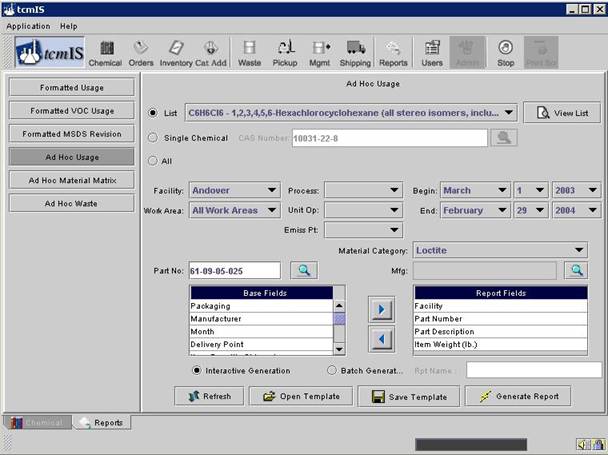 tcmIS
Application Help
tcmIS Chemical Orders Inventory Cat Add Waste Pickup Mgmt Shipping Reports Users Admin Stop Print Scr
Formatted Usage
Formatted VOC Usage
Formatted MSDS Revision
Ad Hoc Usage
Ad Hoc Material Matrix
Ad Hoc Waste
Ad Hoc Usage
List C6H6Cl6 - 1,2,3,4,5,6-Hexachlorocyclohexane (all stereo isomers, inclu... View List
Single Chemical CAS Number: 10031-22-8
All
Facility: Andover Process: Begin: March 1 2003
Work Area: All Work Areas Unit Op: End: February 29 2004
Emiss Pt:
Material Category: Loctite
Part No: 61-09-05-025 Mfg:
Base Fields
Packaging
Manufacturer
Month
Delivery Point
Report Fields
Facility
Part Number
Part Description
Item Weight (lb.)
Interactive Generation Batch Generat... Rpt Name:
Refresh Open Template Save Template Generate Report
Chemical Reports